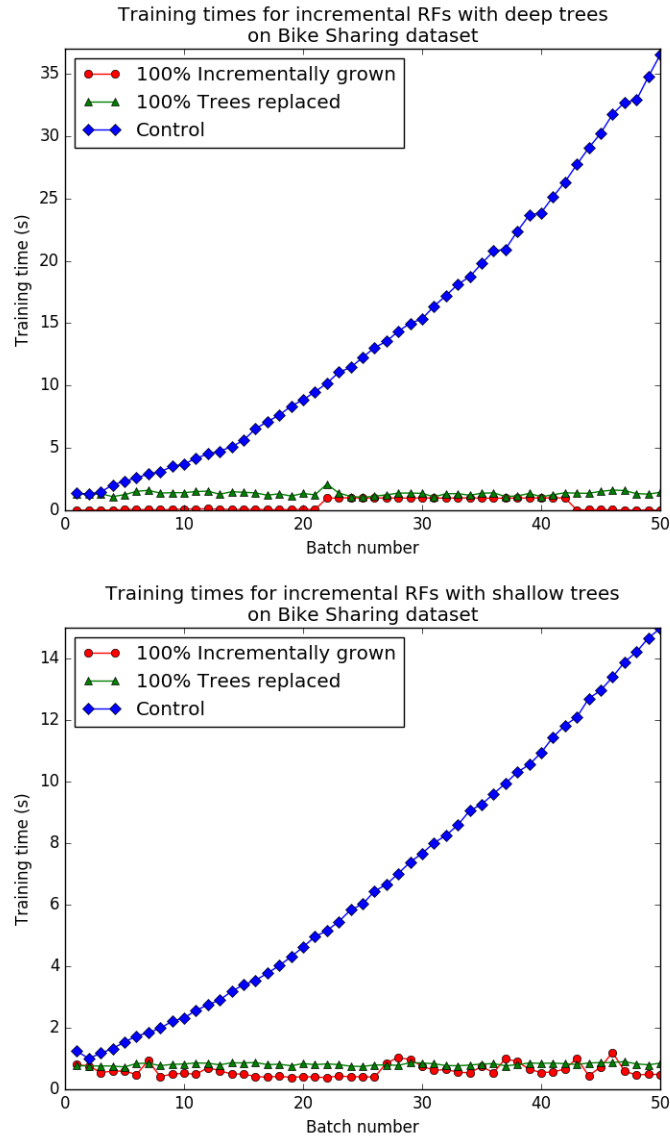 Training times for incremental RFs with deep trees
on Bike Sharing dataset
35
30
25
20
15
10
5
0
Training time (s)
100% Incrementally grown
100% Trees replaced
Control
0 10 20 30 40 50
Batch number
Training times for incremental RFs with shallow trees
on Bike Sharing dataset
14
12
10
8
6
4
2
0
Training time (s)
100% Incrementally grown
100% Trees replaced
Control
0 10 20 30 40 50
Batch number